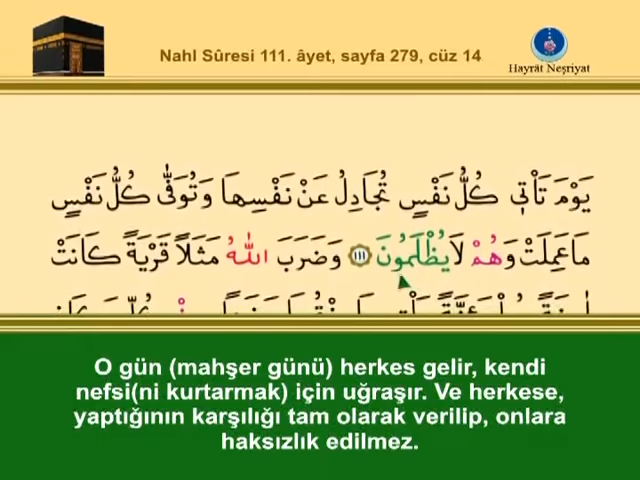 Nahl Sûresi 111. âyet, sayfa 279, cüz 14
Hayrât Neşriyat
يَوْمَ تَأْتِي كُلُّ نَفْسٍ تُجَادِلُ عَنْ نَفْسِهَا وَتُوَفّٰى كُلُّ نَفْسٍ
مَا عَمِلَتْ وَهُمْ لَا يُظْلَمُونَ ﴿١١١﴾ وَضَرَبَ اللّٰهُ مَثَلًا قَرْيَةً كَانَتْ
O gün (mahşer günü) herkes gelir, kendi
nefsi(ni kurtarmak) için uğraşır. Ve herkese,
yaptığının karşılığı tam olarak verilip, onlara
haksızlık edilmez.